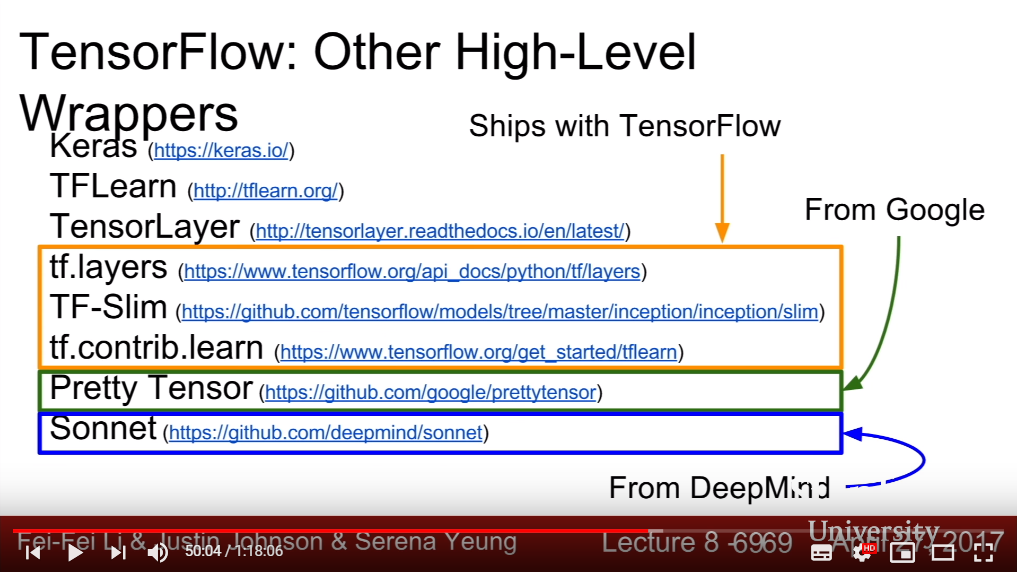 TensorFlow: Other High-Level
Wrappers
Ships with TensorFlow
Keras (https://keras.io/)
TFLearn (http://tflearn.org/)
From Google
TensorLayer (http://tensorlayer.readthedocs.io/en/latest/)
tf.layers (https://www.tensorflow.org/api_docs/python/tf/layers)
TF-Slim (https://github.com/tensorflow/models/tree/master/inception/inception/slim)
tf.contrib.learn (https://www.tensorflow.org/get_started/tflearn)
Pretty Tensor (https://github.com/google/prettytensor)
Sonnet (https://github.com/deepmind/sonnet)
From DeepMind
University
Fei-Fei Li & Justin Johnson & Serena Yeung Lecture 8 - 69 April 27, 2017
50:04 / 1:18:06
HD